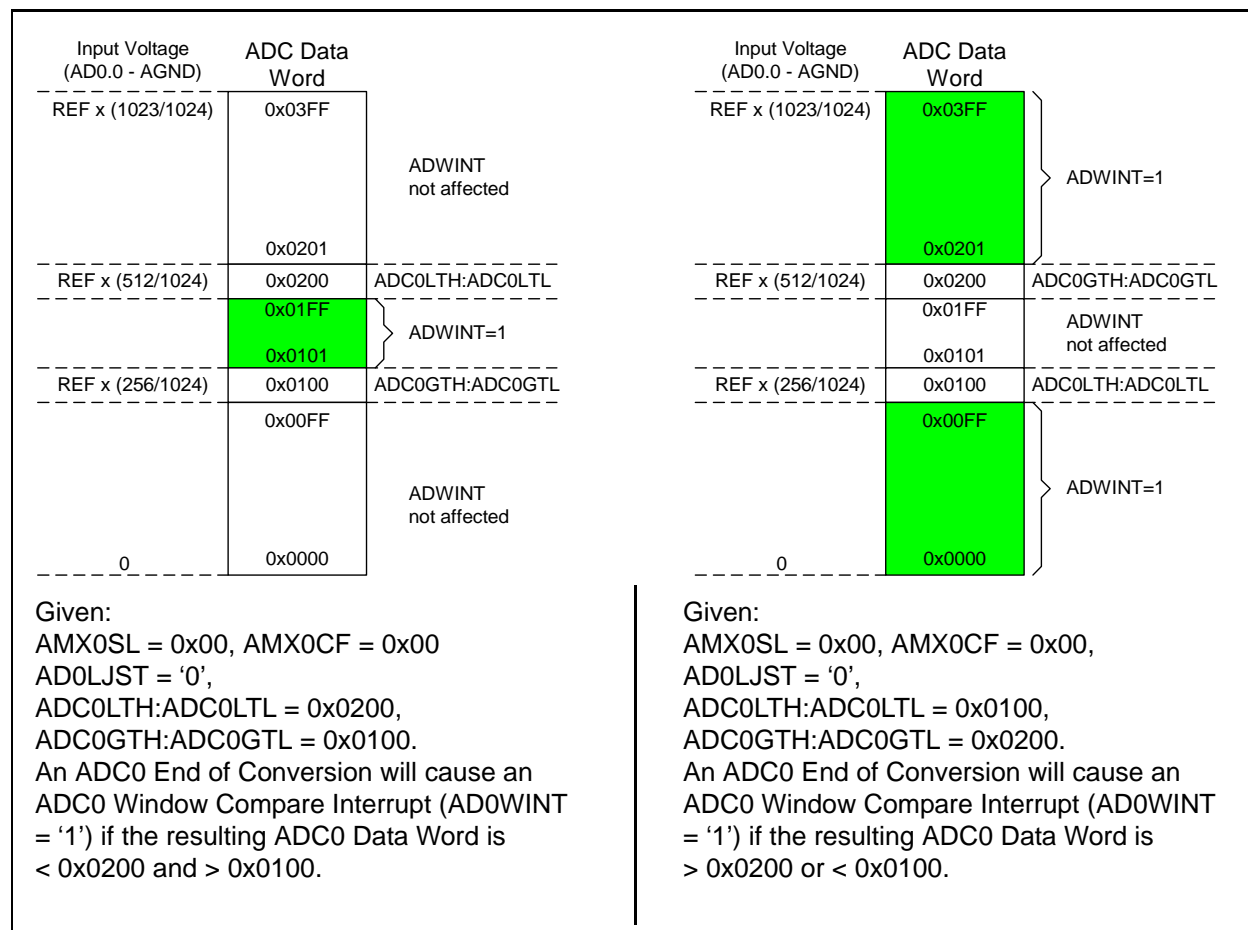 Input Voltage
(AD0.0 - AGND)
ADC Data
Word
REF x (1023/1024)
0x03FF
ADWINT
not affected
0x0201
REF x (512/1024)
0x0200
ADC0LTH:ADC0LTL
0x01FF
ADWINT=1
0x0101
REF x (256/1024)
0x0100
ADC0GTH:ADC0GTL
0x00FF
ADWINT
not affected
0
0x0000
Given:
AMX0SL = 0x00, AMX0CF = 0x00
AD0LJST = ‘0’,
ADC0LTH:ADC0LTL = 0x0200,
ADC0GTH:ADC0GTL = 0x0100.
An ADC0 End of Conversion will cause an
ADC0 Window Compare Interrupt (AD0WINT
= ‘1’) if the resulting ADC0 Data Word is
< 0x0200 and > 0x0100.
Input Voltage
(AD0.0 - AGND)
ADC Data
Word
REF x (1023/1024)
0x03FF
ADWINT=1
0x0201
REF x (512/1024)
0x0200
ADC0GTH:ADC0GTL
0x01FF
ADWINT
not affected
0x0101
REF x (256/1024)
0x0100
ADC0LTH:ADC0LTL
0x00FF
ADWINT=1
0
0x0000
Given:
AMX0SL = 0x00, AMX0CF = 0x00,
AD0LJST = ‘0’,
ADC0LTH:ADC0LTL = 0x0100,
ADC0GTH:ADC0GTL = 0x0200.
An ADC0 End of Conversion will cause an
ADC0 Window Compare Interrupt (AD0WINT
= ‘1’) if the resulting ADC0 Data Word is
> 0x0200 or < 0x0100.